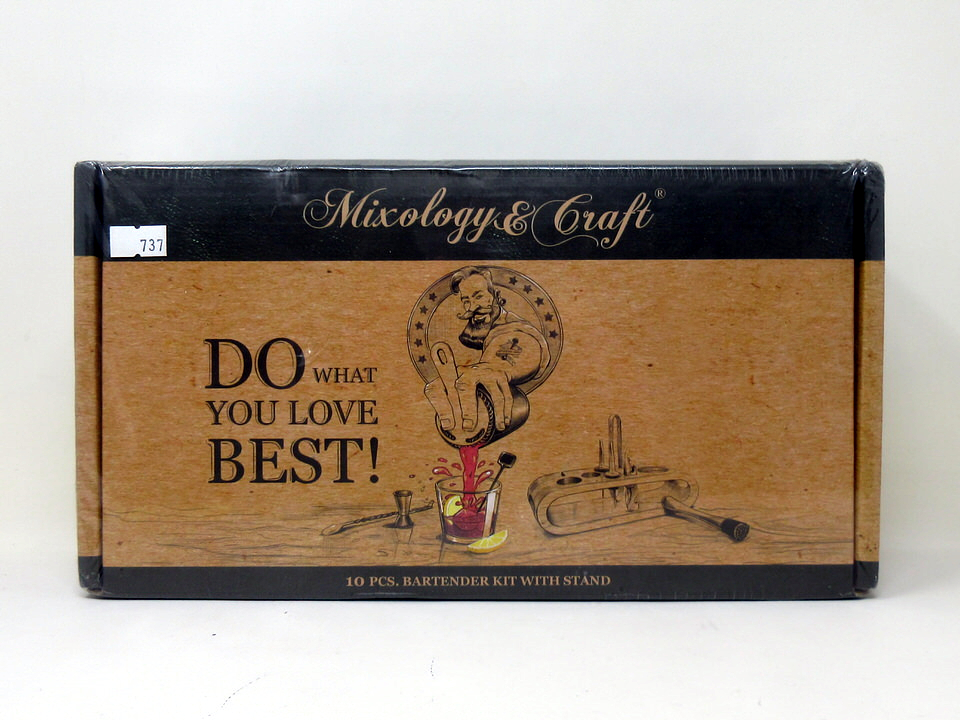 Mixology & Craft®
737
DO WHAT
YOU LOVE
BEST!
10 PCS. BARTENDER KIT WITH STAND